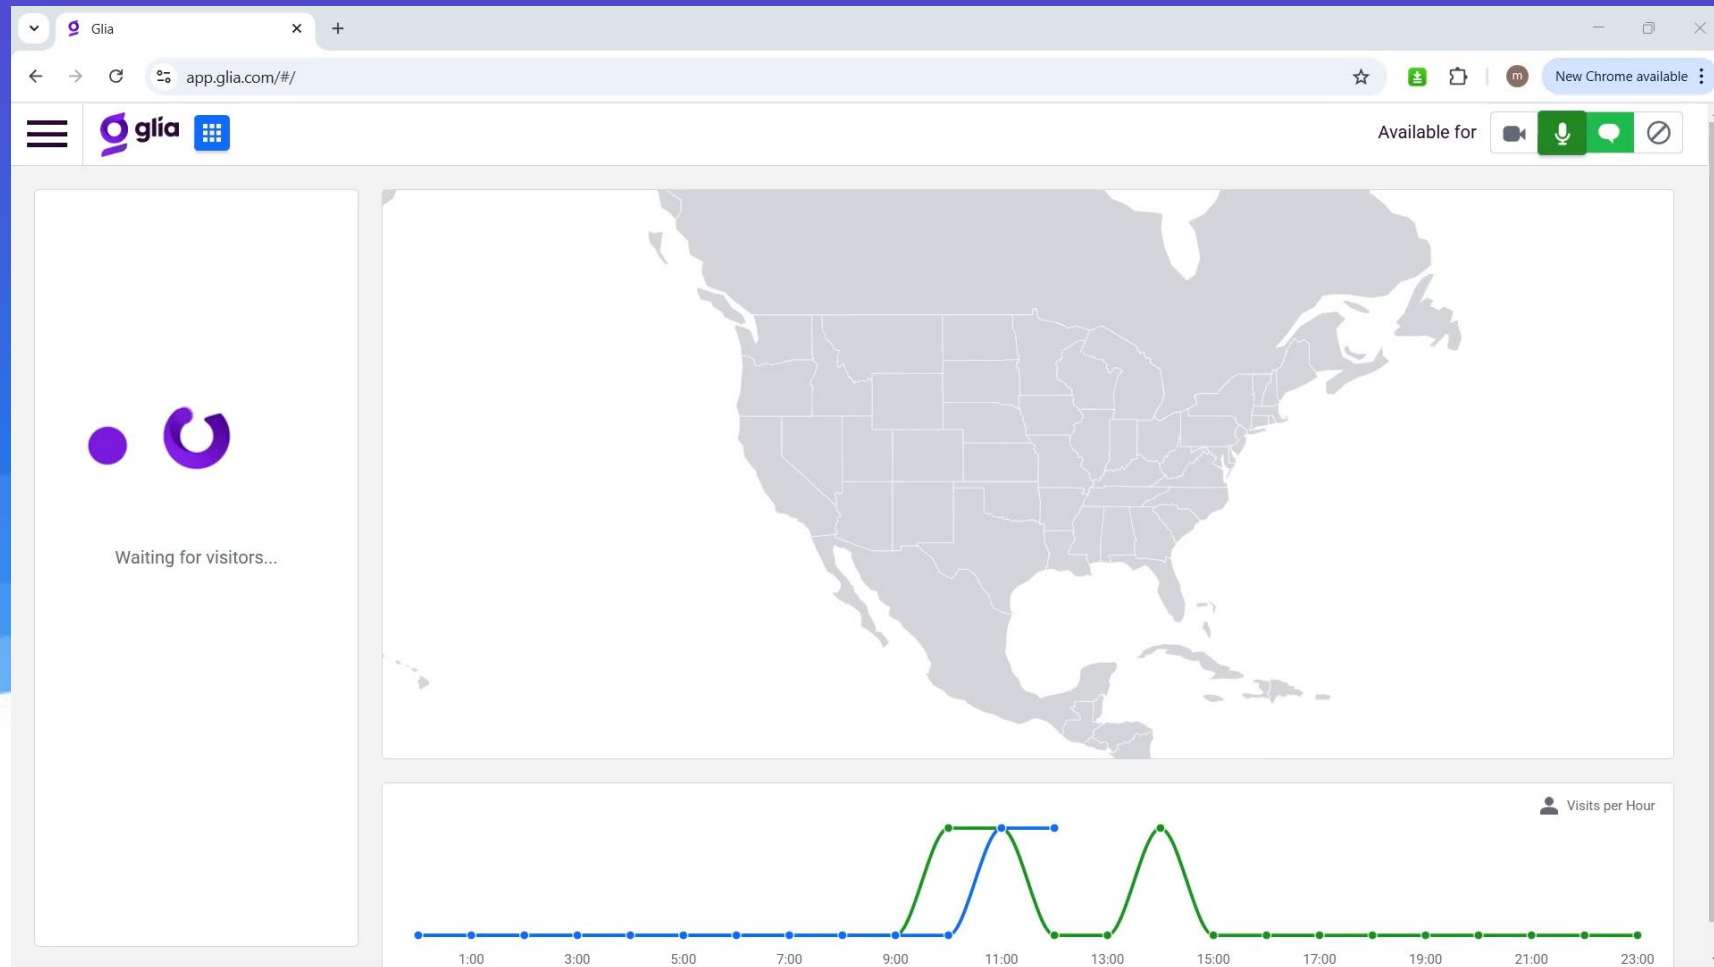 Glia
app.glia.com/#/
m
New Chrome available
glia
Available for
Waiting for visitors...
Visits per Hour
1:00 3:00 5:00 7:00 9:00 11:00 13:00 15:00 17:00 19:00 21:00 23:00